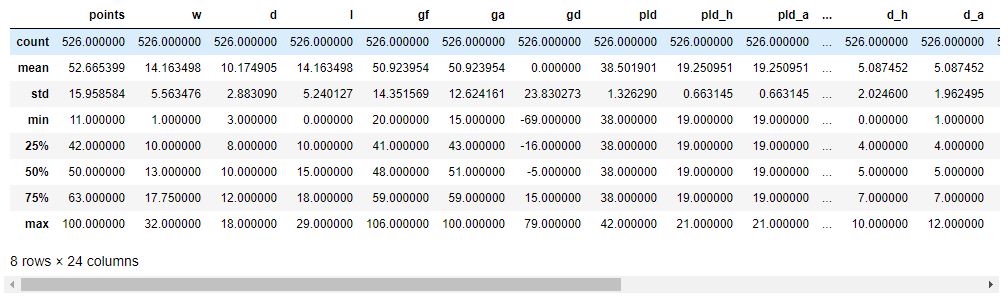 points w d l gf ga gd pld pld_h pld_a ... d_h d_a
count 526.000000 526.000000 526.000000 526.000000 526.000000 526.000000 526.000000 526.000000 526.000000 526.000000 ... 526.000000 526.000000 5
mean 52.665399 14.163498 10.174905 14.163498 50.923954 50.923954 0.000000 38.501901 19.250951 19.250951 ... 5.087452 5.087452
std 15.958584 5.563476 2.883090 5.240127 14.351569 12.624161 23.830273 1.326290 0.663145 0.663145 ... 2.024600 1.962495
min 11.000000 1.000000 3.000000 0.000000 20.000000 15.000000 -69.000000 38.000000 19.000000 19.000000 ... 0.000000 1.000000
25% 42.000000 10.000000 8.000000 10.000000 41.000000 43.000000 -16.000000 38.000000 19.000000 19.000000 ... 4.000000 4.000000
50% 50.000000 13.000000 10.000000 15.000000 48.000000 51.000000 -5.000000 38.000000 19.000000 19.000000 ... 5.000000 5.000000
75% 63.000000 17.750000 12.000000 18.000000 59.000000 59.000000 15.000000 38.000000 19.000000 19.000000 ... 7.000000 7.000000
max 100.000000 32.000000 18.000000 29.000000 106.000000 100.000000 79.000000 42.000000 21.000000 21.000000 ... 10.000000 12.000000
8 rows × 24 columns